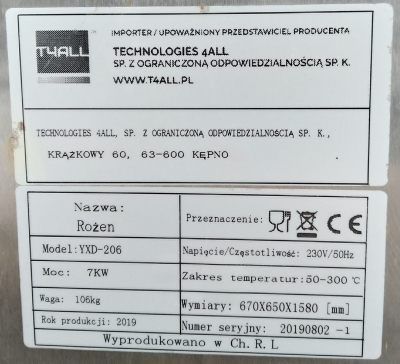 T4ALL
IMPORTER / UPOWAŻNIONY PRZEDSTAWICIEL PRODUCENTA
TECHNOLOGIES 4ALL
SP. Z OGRANICZONĄ ODPOWIEDZIALNOŚCIĄ SP. K.
WWW.T4ALL.PL
TECHNOLOGIES 4ALL, SP. Z OGRANICZONĄ ODPOWIEDZIALNOŚCIĄ SP. K.,
KRĄŻKOWY 60, 63-600 KĘPNO
Nazwa:
Rożen
Przeznaczenie: CE
Model:YXD-206
Napięcie/Częstotliwość: 230V/50Hz
Moc: 7KW
Zakres temperatur:50-300 ℃
Waga: 106kg
Wymiary: 670X650X1580 [mm]
Rok produkcji: 2019
Numer seryjny: 20190802 -1
Wyprodukowano w Ch.R.L